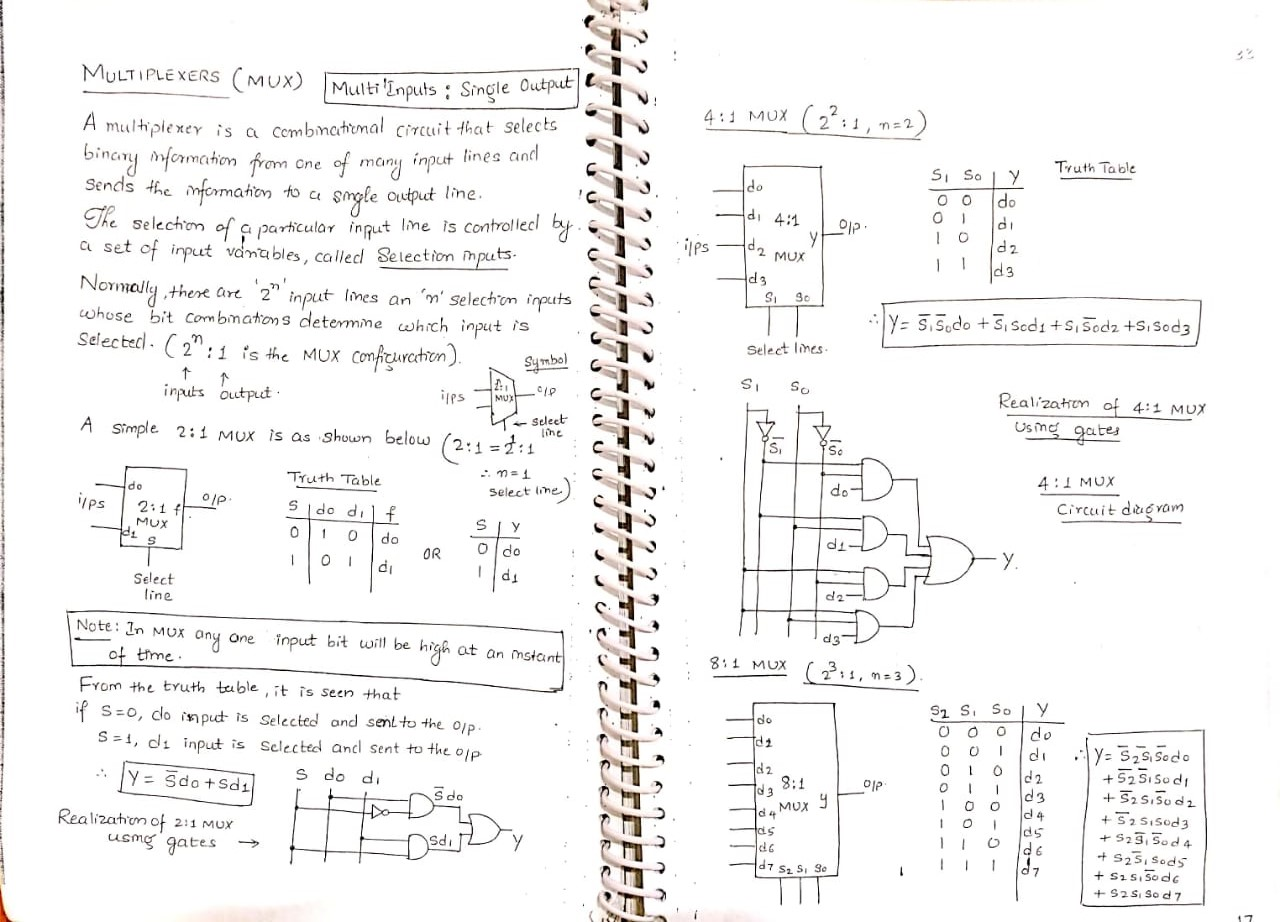 MULTIPLEXERS (MUX)
Multi Inputs : Single Output
A multiplexer is a combinational circuit that selects
binary information from one of many input lines and
sends the information to a single output line.
The selection of a particular input line is controlled by
a set of input variables, called Selection inputs.
Normally, there are '2ⁿ' input lines an 'n' selection inputs
whose bit combinations determine which input is
selected. (2ⁿ:1 is the MUX configuration).
↑ ↑
inputs output.
Symbol
i/ps 2:1 MUX o/p
← select line
A simple 2:1 MUX is as shown below (2:1 = 2¹:1
∴ n=1
select line)
i/ps
d0
2:1 f
MUX
d1 S
o/p.
Select
line
Truth Table
S d0 d1 f
0 1 0 d0
1 0 1 d1
OR
S Y
0 d0
1 d1
Note: In MUX any one input bit will be high at an instant
of time.
From the truth table, it is seen that
if S=0, d0 input is selected and sent to the o/p.
S=1, d1 input is selected and sent to the o/p
∴ Y = S̅d0 + Sd1
Realization of 2:1 MUX
using gates →
S d0 d1
S̅d0
Sd1
Y
33
4:1 MUX (2²:1, n=2)
i/ps
d0
d1 4:1
d2 MUX Y
d3
S1 S0
O/p.
Select lines.
Truth Table
S1 S0 Y
0 0 d0
0 1 d1
1 0 d2
1 1 d3
∴ Y = S̅1S̅0d0 + S̅1S0d1 + S1S̅0d2 + S1S0d3
S1 S0
S̅1 S̅0
d0
d1
d2
d3
Y.
Realization of 4:1 MUX
Using gates
4:1 MUX
Circuit diagram
8:1 MUX (2³:1, n=3).
d0
d1
d2
d3 8:1
d4 MUX y
d5
d6
d7 S2 S1 S0
O/p.
S2 S1 S0 Y
0 0 0 d0
0 0 1 d1
0 1 0 d2
0 1 1 d3
1 0 0 d4
1 0 1 d5
1 1 0 d6
1 1 1 d7
∴ Y = S̅2S̅1S̅0d0
+ S̅2S̅1S0d1
+ S̅2S1S̅0d2
+ S̅2S1S0d3
+ S2S̅1S̅0d4
+ S2S̅1S0d5
+ S2S1S̅0d6
+ S2S1S0d7
17